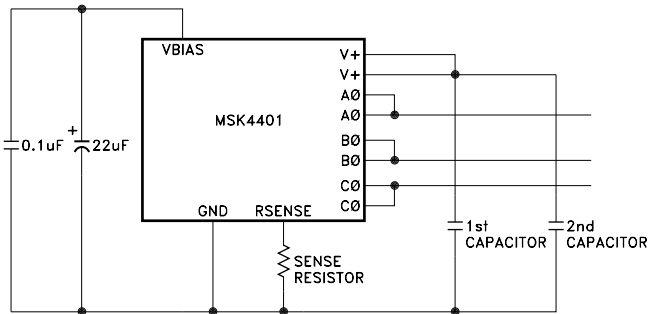 VBIAS
V+
V+
AØ
AØ
MSK4401
BØ
BØ
CØ
CØ
0.1uF
+
22uF
GND
RSENSE
SENSE
RESISTOR
1st
CAPACITOR
2nd
CAPACITOR